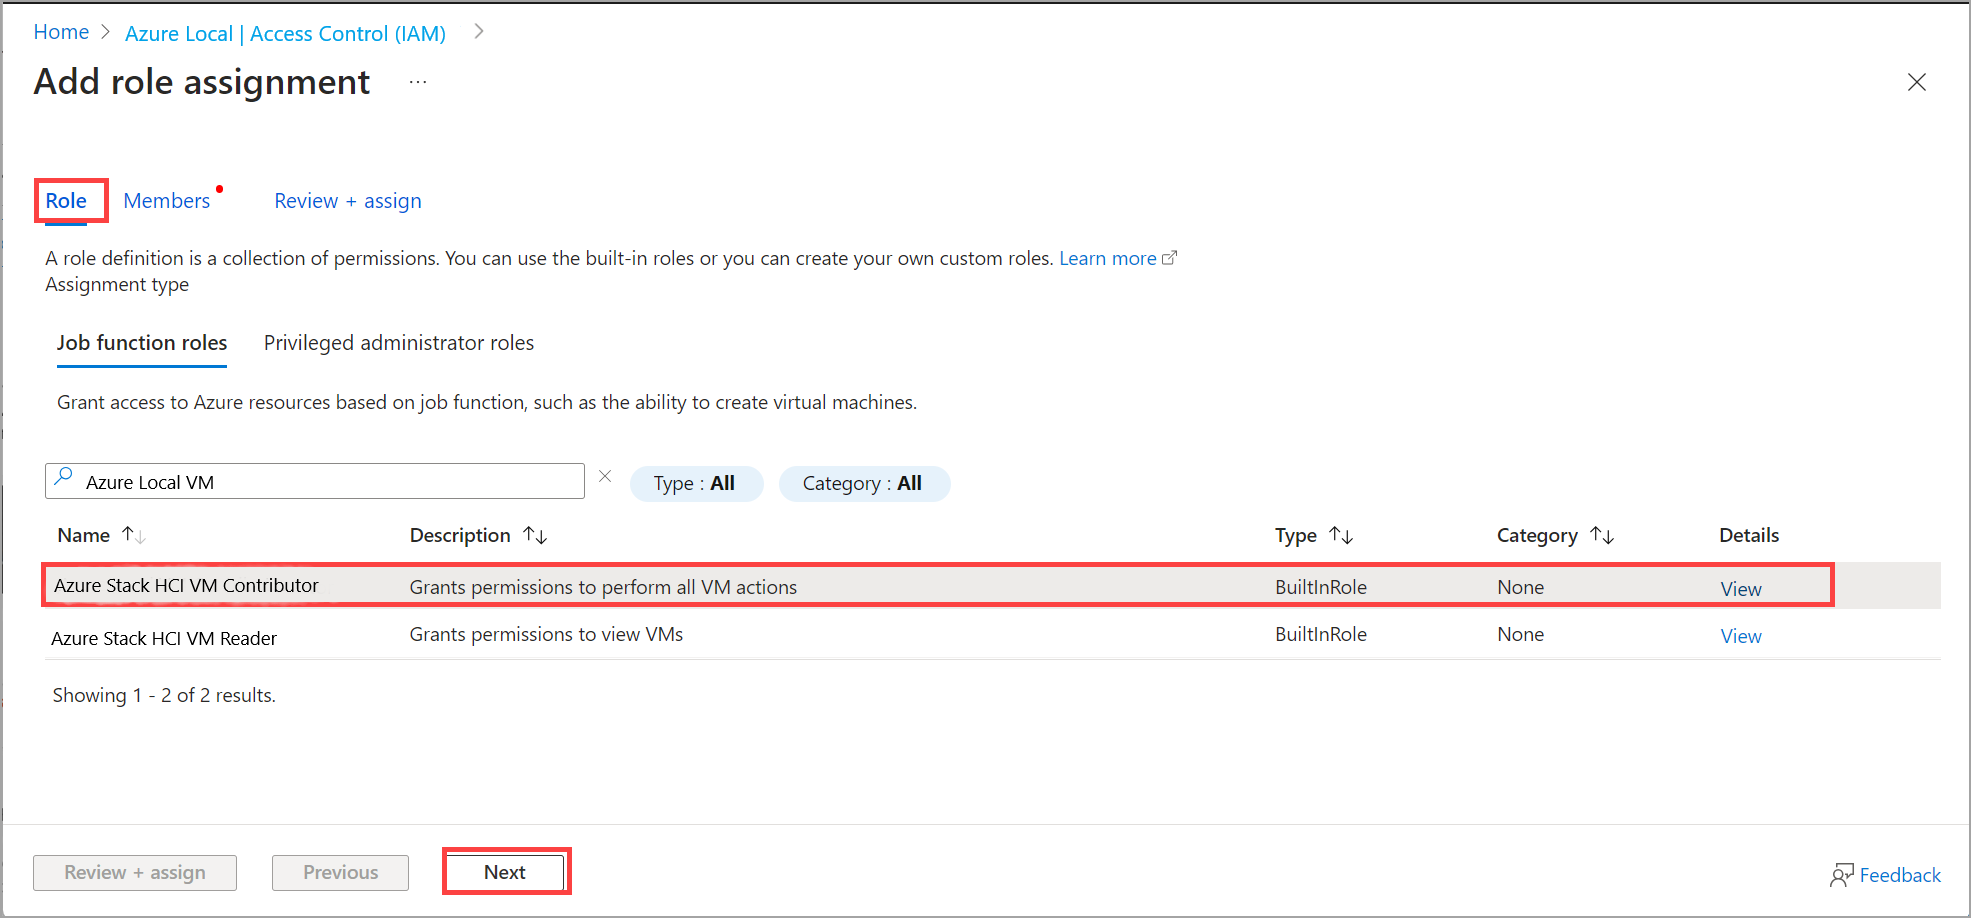 Home > Azure Local | Access Control (IAM) >
Add role assignment ...
Role Members Review + assign
A role definition is a collection of permissions. You can use the built-in roles or you can create your own custom roles. Learn more
Assignment type
Job function roles Privileged administrator roles
Grant access to Azure resources based on job function, such as the ability to create virtual machines.
Azure Local VM Type : All Category : All
Name ↑↓ Description ↑↓ Type ↑↓ Category ↑↓ Details
Azure Stack HCI VM Contributor Grants permissions to perform all VM actions BuiltInRole None View
Azure Stack HCI VM Reader Grants permissions to view VMs BuiltInRole None View
Showing 1 - 2 of 2 results.
Review + assign Previous Next Feedback